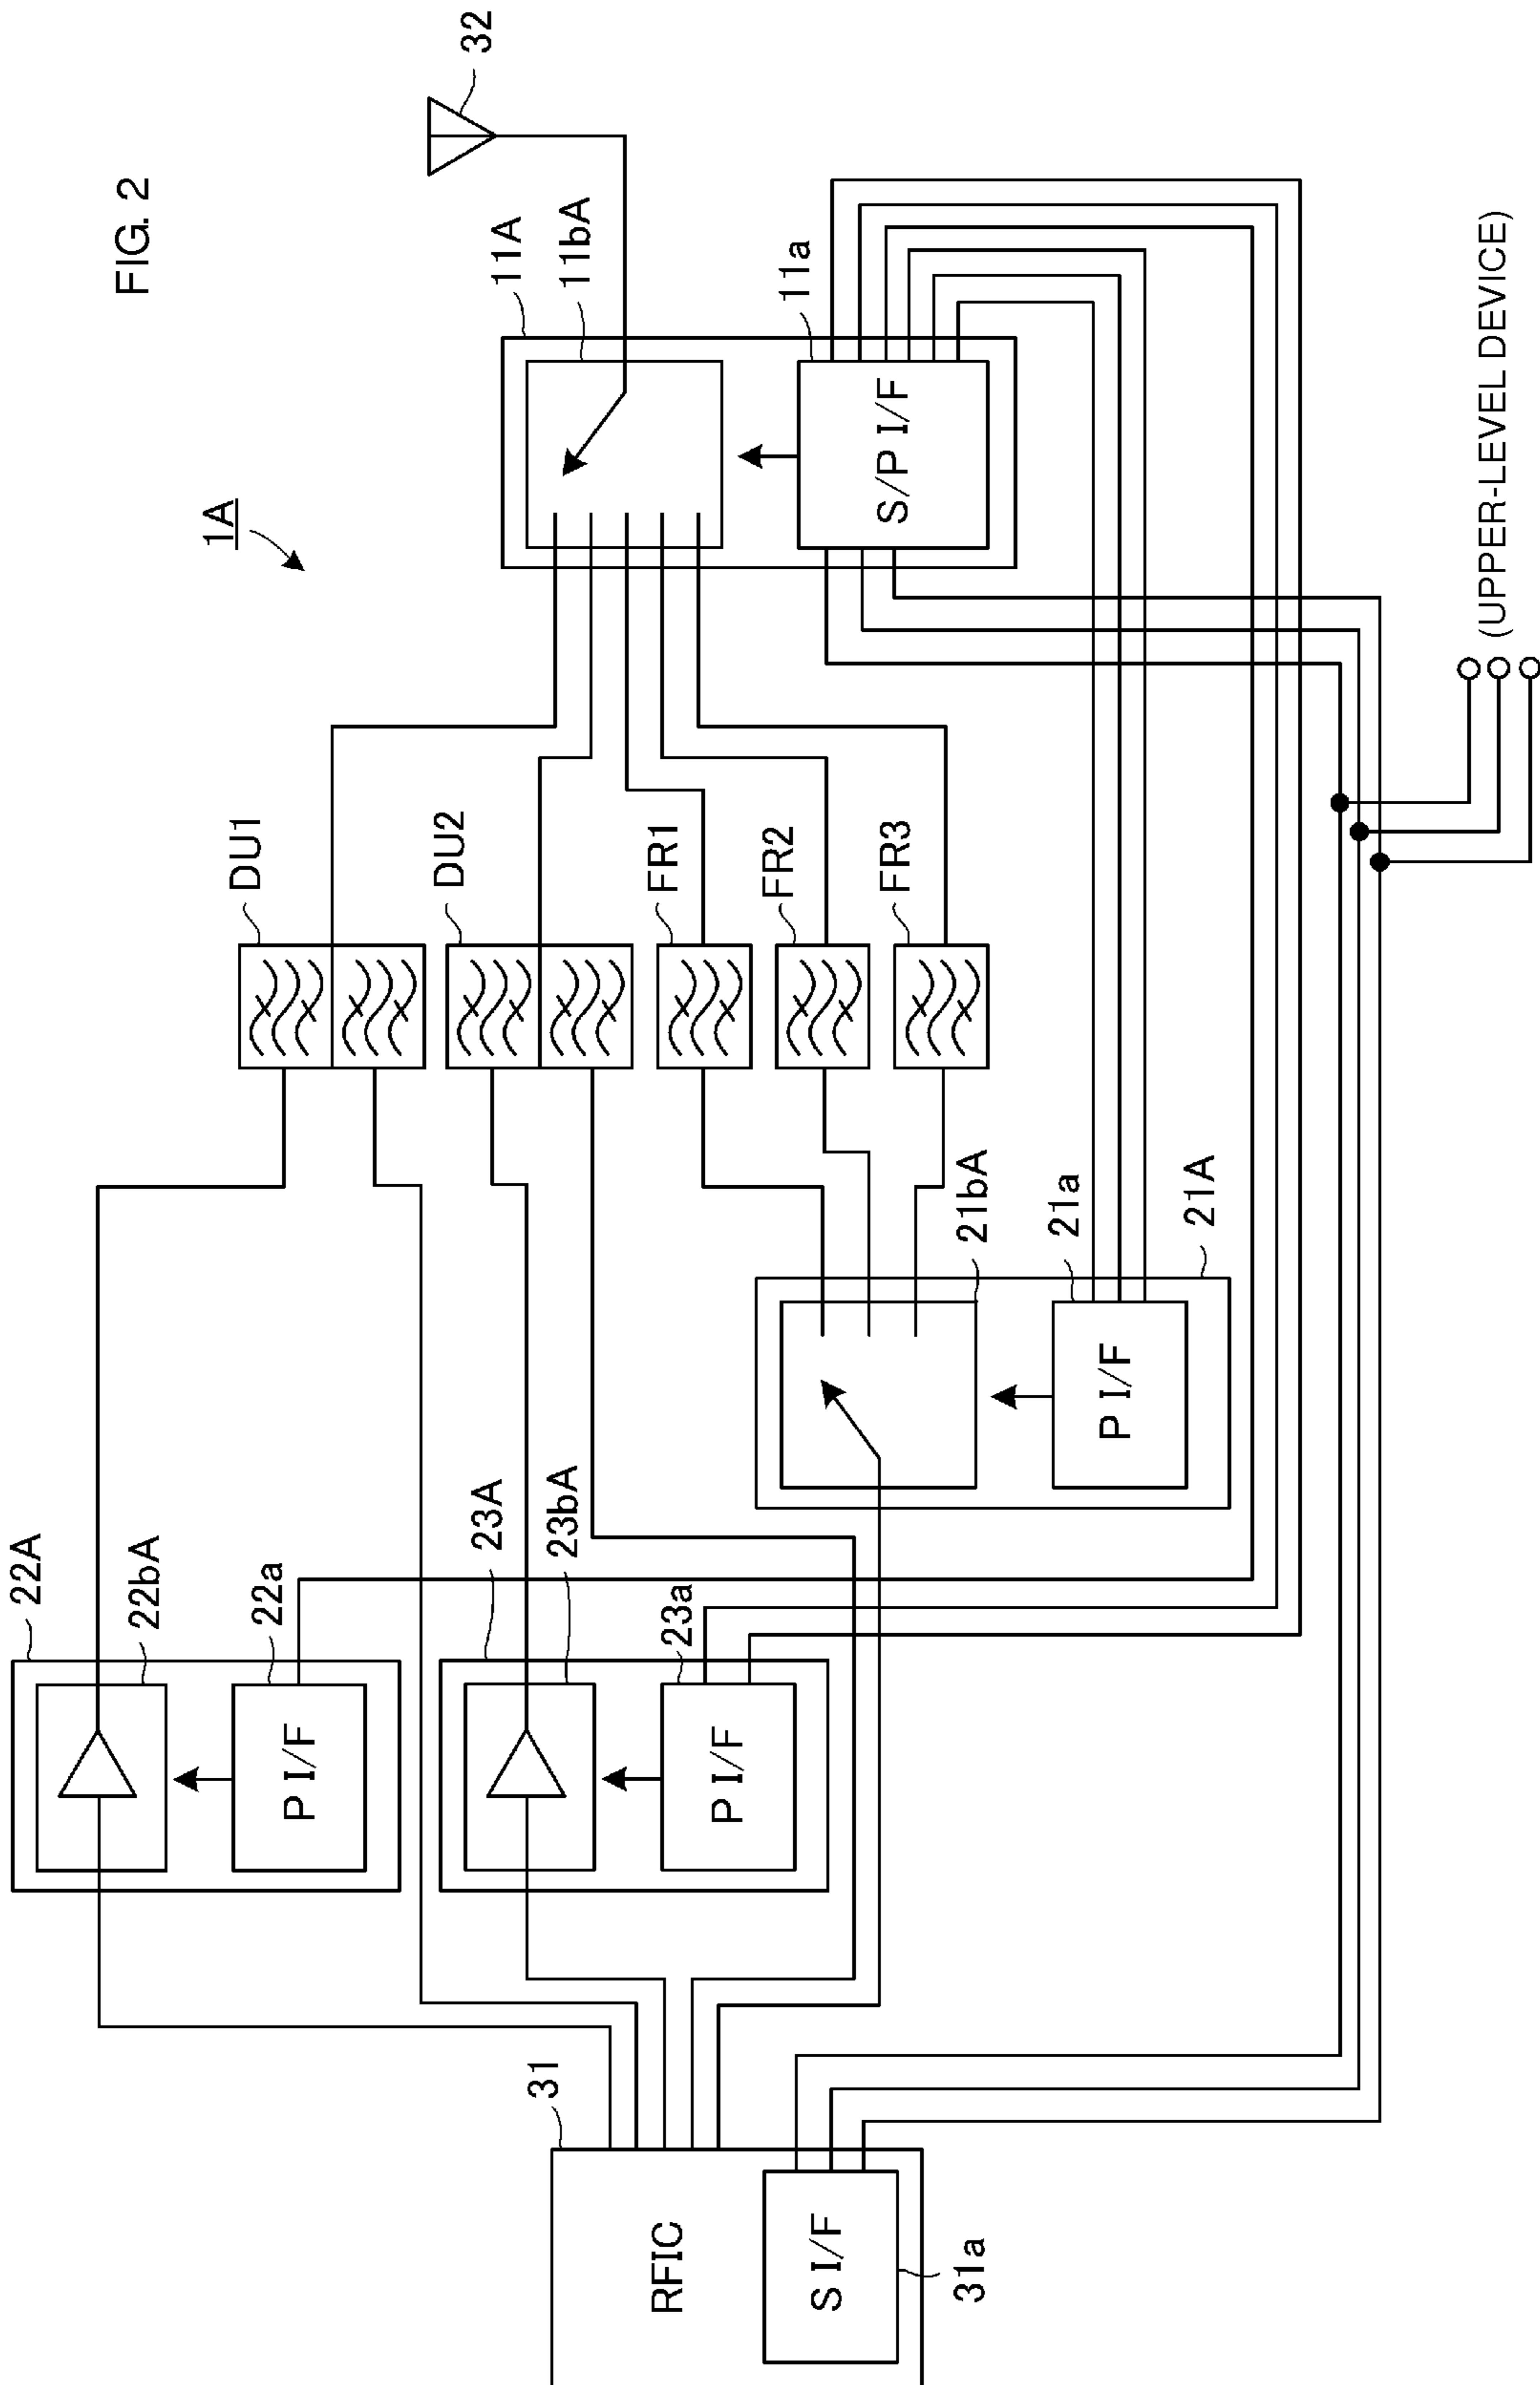 FIG. 2
1A
32
11A
11bA
11a
S/P I/F
DU1
DU2
FR1
FR2
FR3
22A
22bA
22a
P I/F
23A
23bA
23a
P I/F
21bA
21a
21A
P I/F
31
RFIC
S I/F
31a
(UPPER-LEVEL DEVICE)